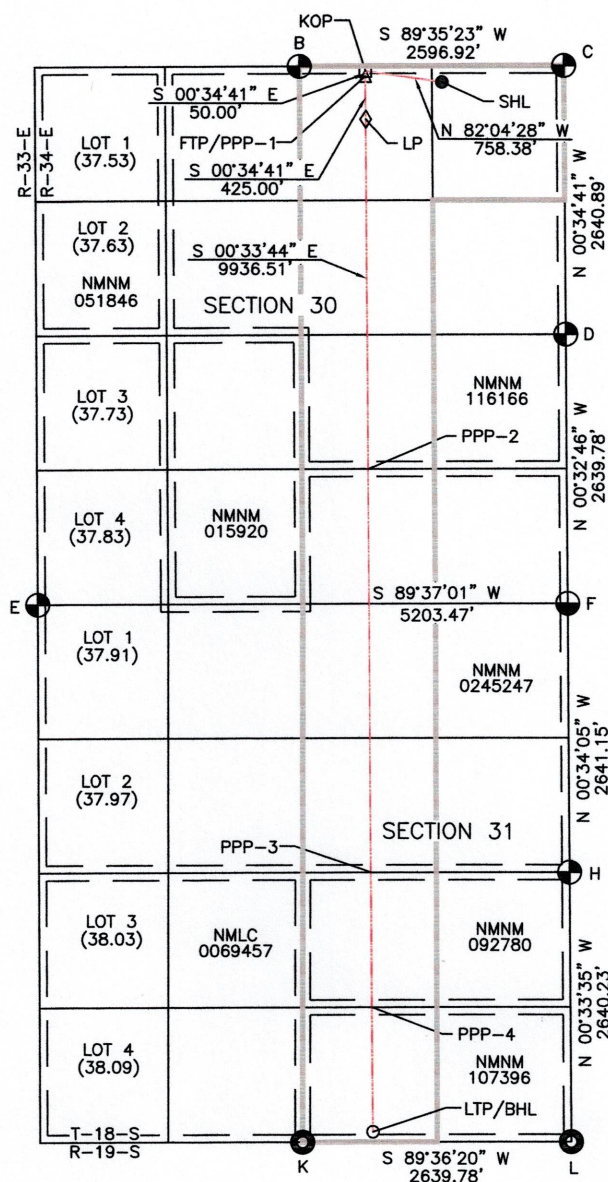 KOP
S 89°35'23" W
2596.92'
B
C
S 00°34'41" E
50.00'
SHL
LOT 1
(37.53)
FTP/PPP-1
LP
N 82°04'28" W
758.38'
R-33-E
R-34-E
S 00°34'41" E
425.00'
N 00°34'41" W
2640.89'
LOT 2
(37.63)
NMNM
051846
S 00°33'44" E
9936.51'
SECTION 30
D
LOT 3
(37.73)
NMNM
116166
PPP-2
N 00°32'46" W
2639.78'
LOT 4
(37.83)
NMNM
015920
E
S 89°37'01" W
5203.47'
F
LOT 1
(37.91)
NMNM
0245247
N 00°34'05" W
2641.15'
LOT 2
(37.97)
SECTION 31
PPP-3
H
LOT 3
(38.03)
NMLC
0069457
NMNM
092780
N 00°33'35" W
2640.23'
PPP-4
LOT 4
(38.09)
NMNM
107396
LTP/BHL
T-18-S
R-19-S
K
S 89°36'20" W
2639.78'
L